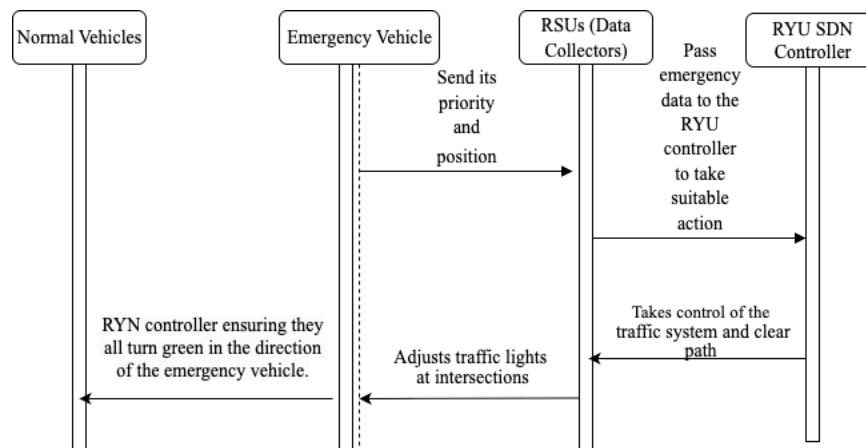 Normal Vehicles
Emergency Vehicle
RSUs (Data
Collectors)
RYU SDN
Controller
Send its
priority
and
position
Pass
emergency
data to the
RYU
controller
to take
suitable
action
Takes control of the
traffic system and clear
path
Adjusts traffic lights
at intersections
RYN controller ensuring they
all turn green in the direction
of the emergency vehicle.